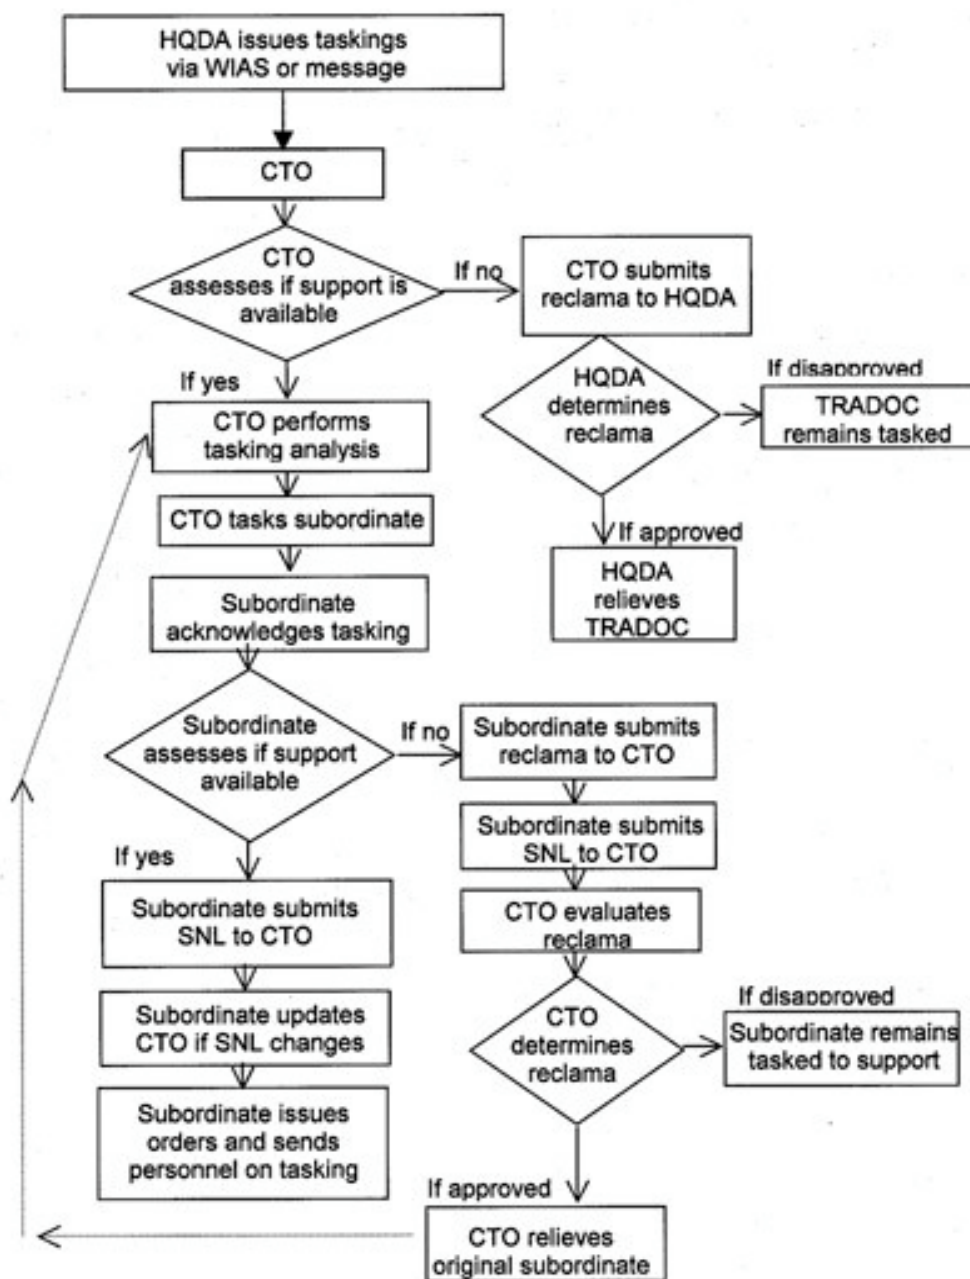 HQDA issues taskings
via WIAS or message
CTO
CTO
assesses if support is
available
If no
CTO submits
reclama to HQDA
If yes
HQDA
determines
reclama
If disapproved
TRADOC
remains tasked
CTO performs
tasking analysis
CTO tasks subordinate
If approved
HQDA
relieves
TRADOC
Subordinate
acknowledges tasking
Subordinate
assesses if support
available
If no
Subordinate submits
reclama to CTO
Subordinate submits
SNL to CTO
If yes
Subordinate submits
SNL to CTO
CTO evaluates
reclama
Subordinate updates
CTO if SNL changes
CTO
determines
reclama
If disapproved
Subordinate remains
tasked to support
Subordinate issues
orders and sends
personnel on tasking
If approved
CTO relieves
original subordinate